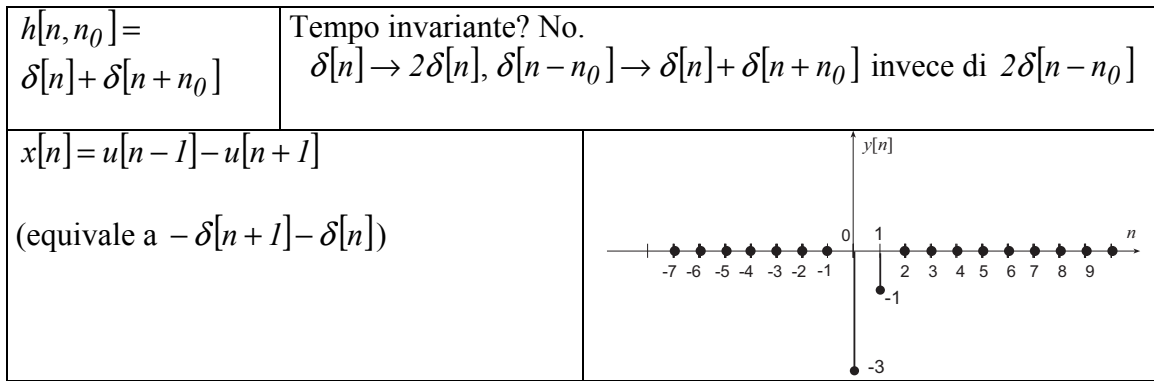 h[n, n₀] =
δ[n] + δ[n + n₀]
Tempo invariante? No.
δ[n] → 2δ[n], δ[n − n₀] → δ[n] + δ[n + n₀] invece di 2δ[n − n₀]
x[n] = u[n − 1] − u[n + 1]
(equivale a − δ[n + 1] − δ[n])
y[n]
0 1 n
-7 -6 -5 -4 -3 -2 -1 2 3 4 5 6 7 8 9
-1
-3